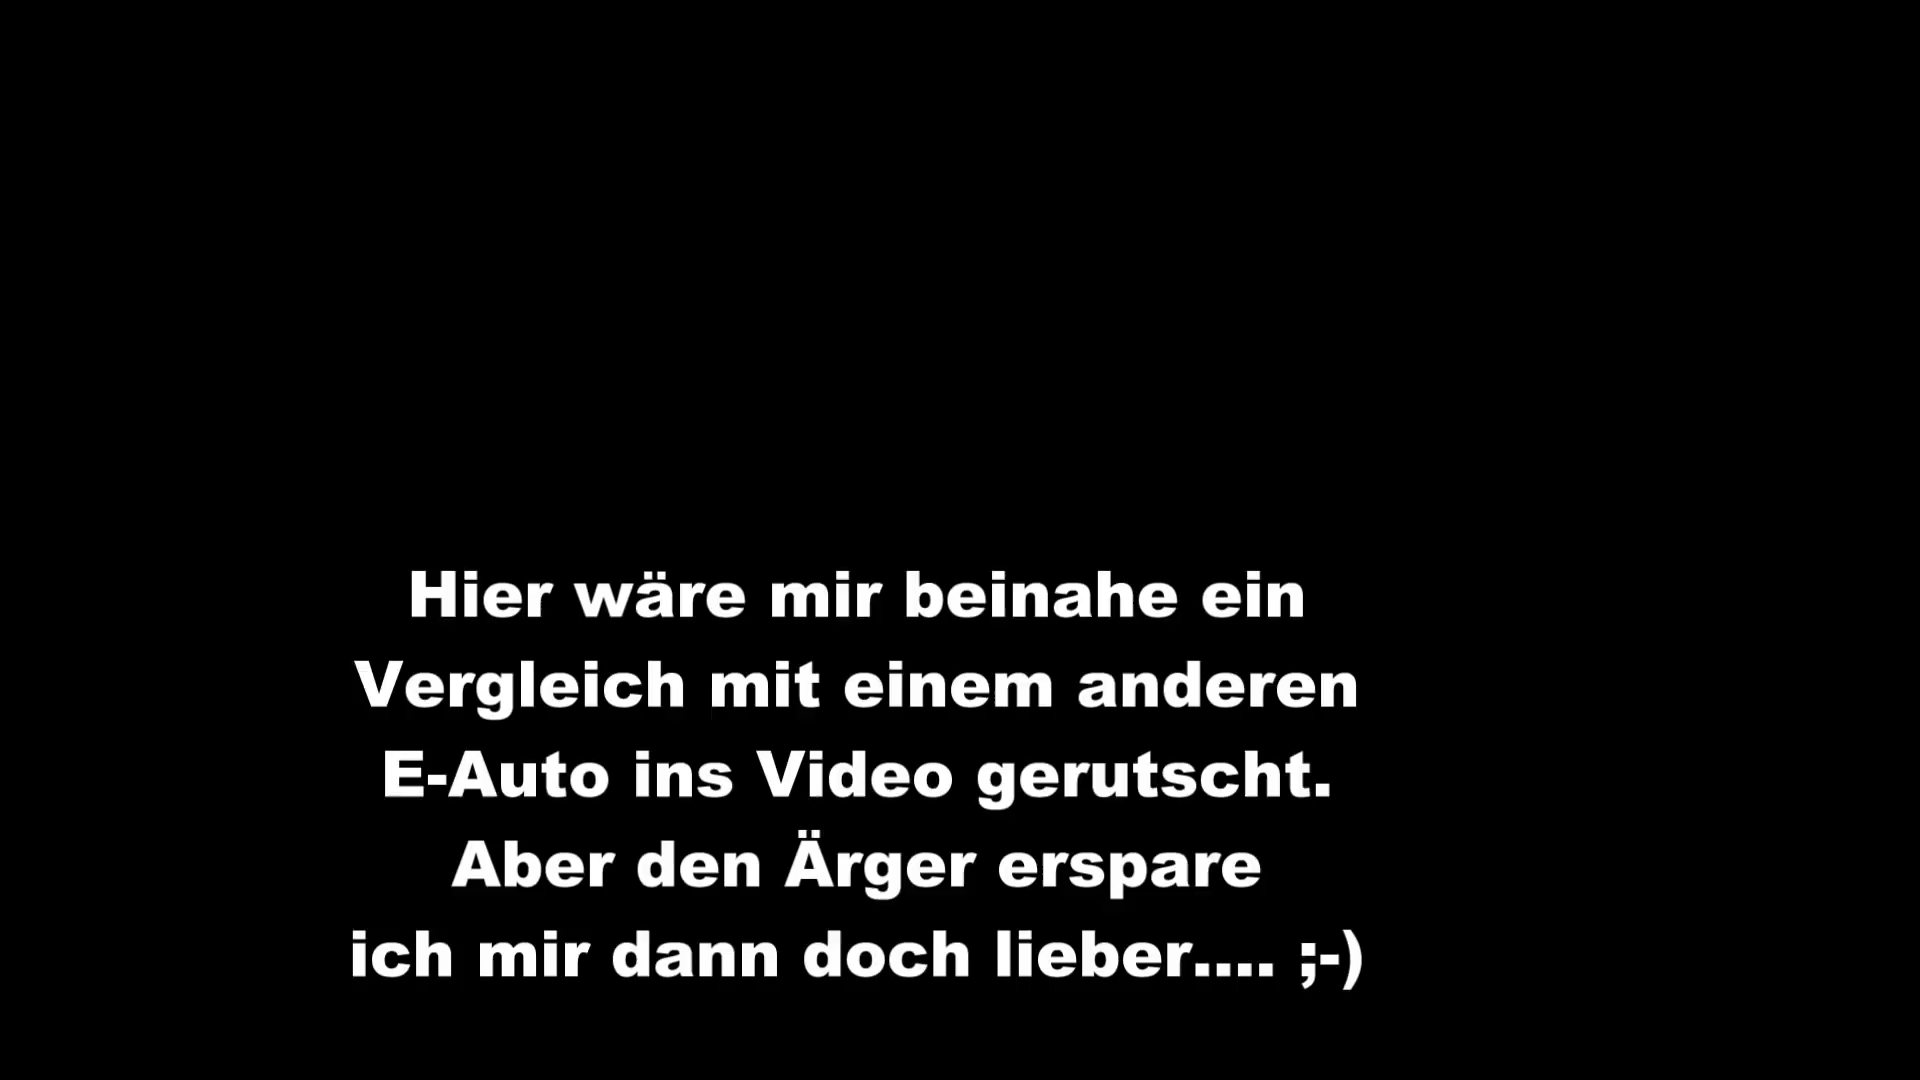 Hier wäre mir beinahe ein
Vergleich mit einem anderen
E-Auto ins Video gerutscht.
Aber den Ärger erspare
ich mir dann doch lieber.... ;-)